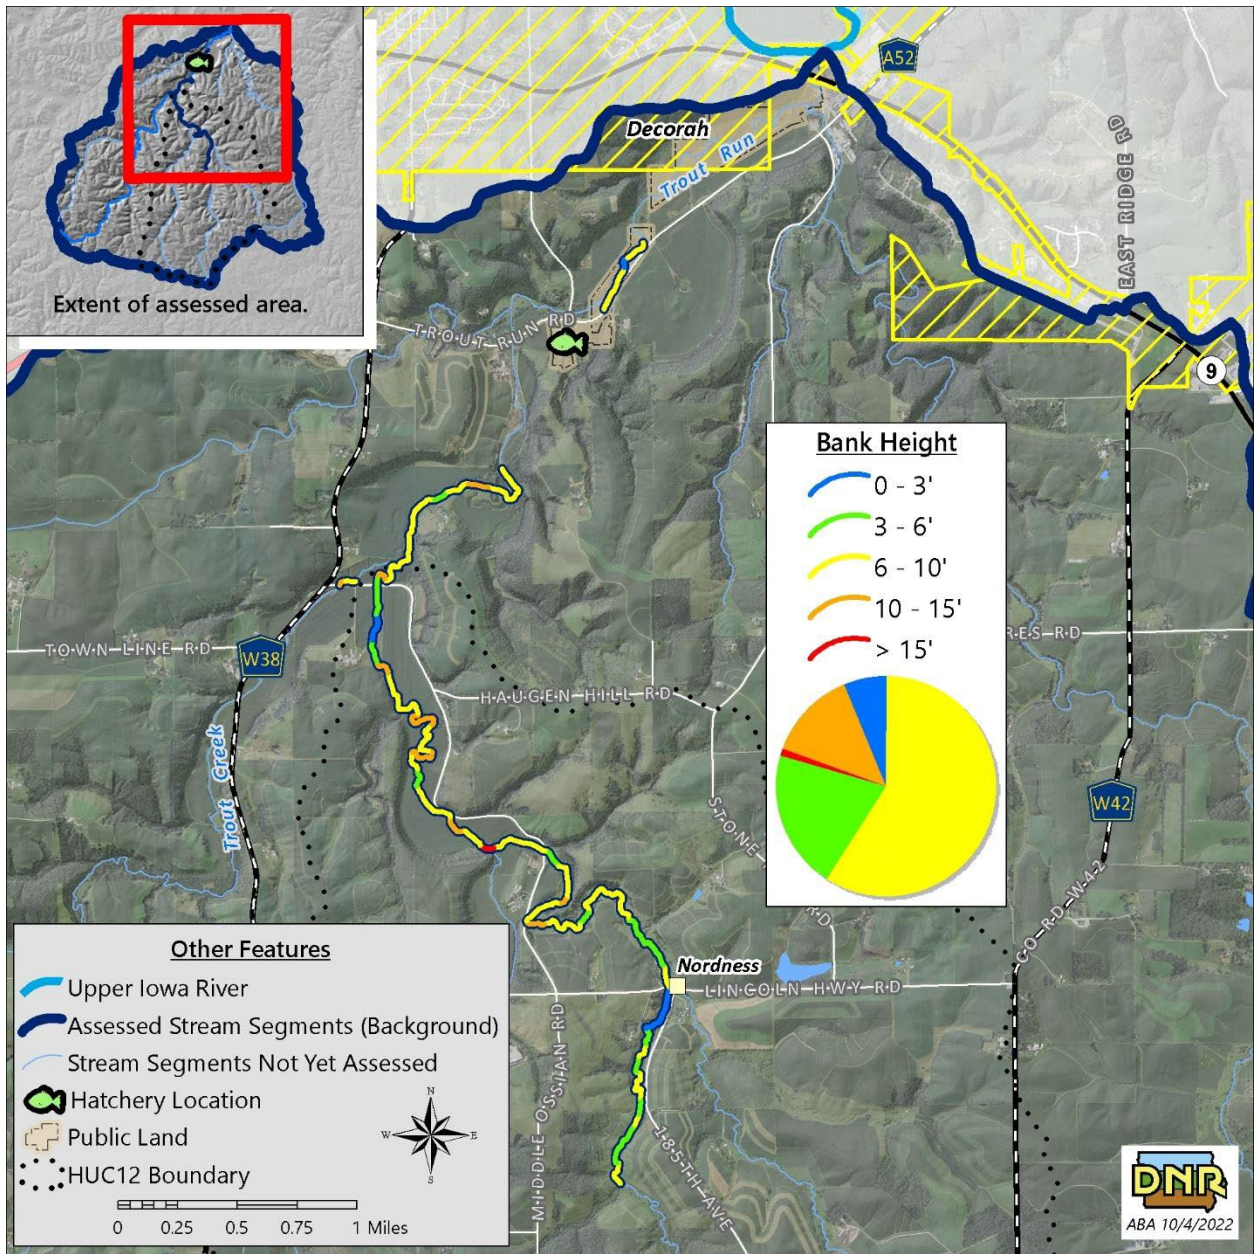 Extent of assessed area.
A52
Decorah
Trout Run
EAST RIDGE RD
TROUT RUN RD
9
Bank Height
0 - 3'
3 - 6'
6 - 10'
10 - 15'
> 15'
TOWN LINE RD
W38
RES RD
HAUGEN HILL RD
Trout Creek
STONE
RD
W42
CO RD W-42
Nordness
LINCOLN HWY RD
MIDDLE OSSIAN RD
185TH AVE
Other Features
Upper Iowa River
Assessed Stream Segments (Background)
Stream Segments Not Yet Assessed
Hatchery Location
Public Land
HUC12 Boundary
N
W E
S
0 0.25 0.5 0.75 1 Miles
DNR
ABA 10/4/2022